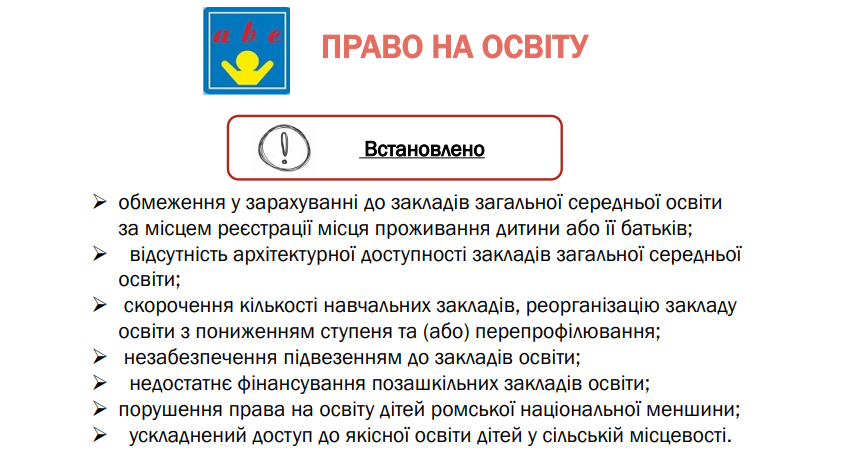 a b c
ПРАВО НА ОСВІТУ
Встановлено
обмеження у зарахуванні до закладів загальної середньої освіти
за місцем реєстрації місця проживання дитини або її батьків;
відсутність архітектурної доступності закладів загальної середньої
освіти;
скорочення кількості навчальних закладів, реорганізацію закладу
освіти з пониженням ступеня та (або) перепрофілювання;
незабезпечення підвезенням до закладів освіти;
недостатнє фінансування позашкільних закладів освіти;
порушення права на освіту дітей ромської національної меншини;
ускладнений доступ до якісної освіти дітей у сільській місцевості.